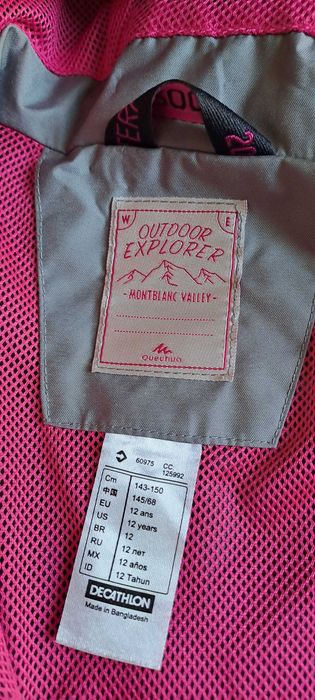 W E
OUTDOOR
EXPLORER
- MONTBLANC VALLEY -
Quechua
60975 CC: 125992
Cm 143-150
中国 145/68
EU 12 ans
US 12 years
BR 12
RU 12 лет
MX 12 años
ID 12 Tahun
DECATHLON
Made in Bangladesh